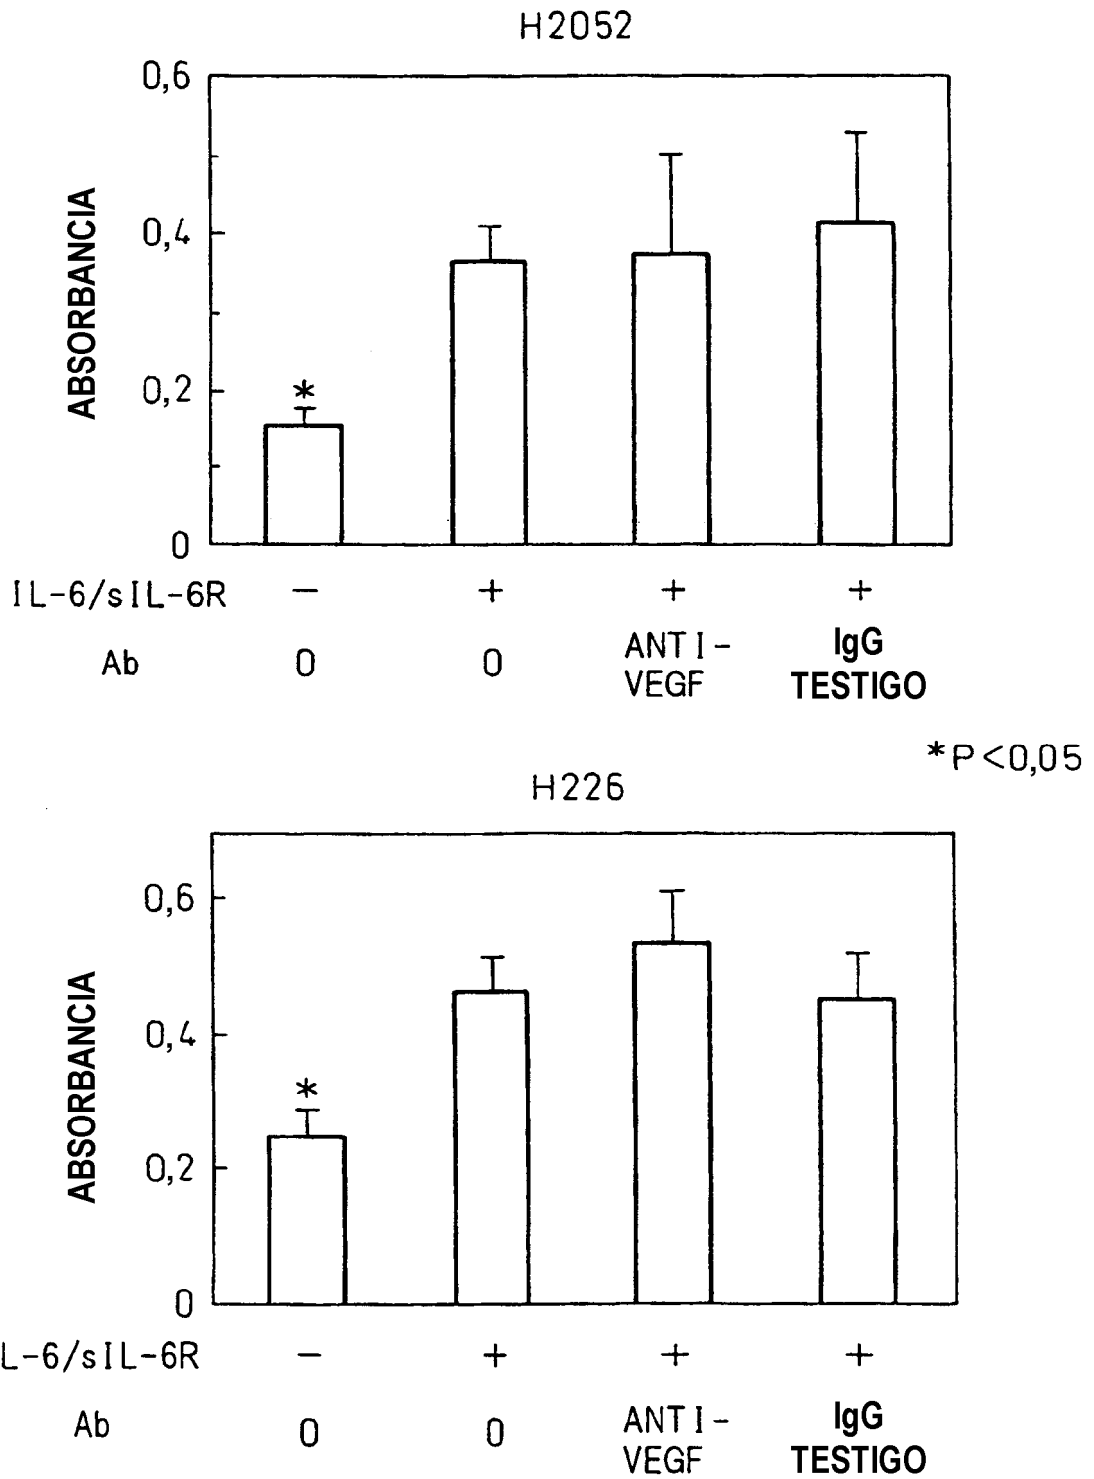 H2052
0,6
0,4
0,2
0
ABSORBANCIA
*
IL-6/sIL-6R − + + +
Ab 0 0 ANTI-VEGF IgG TESTIGO
*P<0,05
H226
0,6
0,4
0,2
0
ABSORBANCIA
*
L-6/sIL-6R − + + +
Ab 0 0 ANTI-VEGF IgG TESTIGO